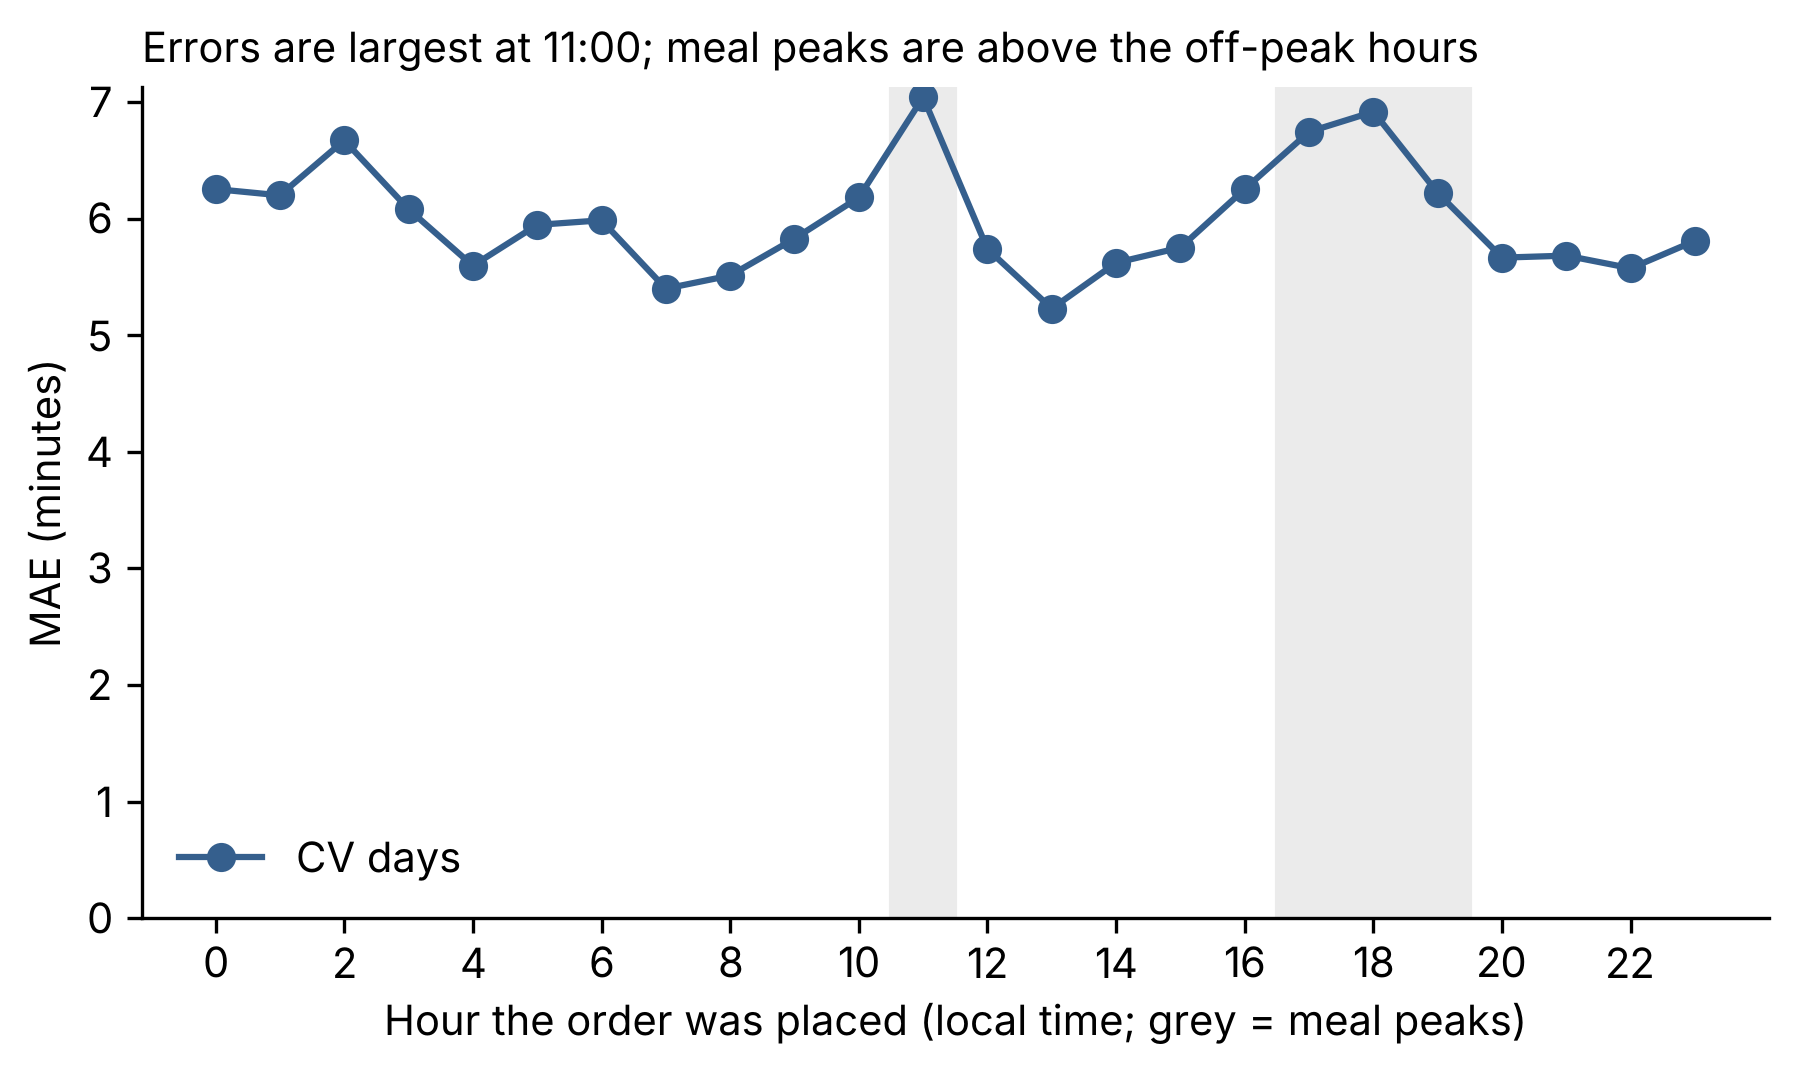 Errors are largest at 11:00; meal peaks are above the off-peak hours
7
6
5
4
3
2
1
0
MAE (minutes)
CV days
0 2 4 6 8 10 12 14 16 18 20 22
Hour the order was placed (local time; grey = meal peaks)